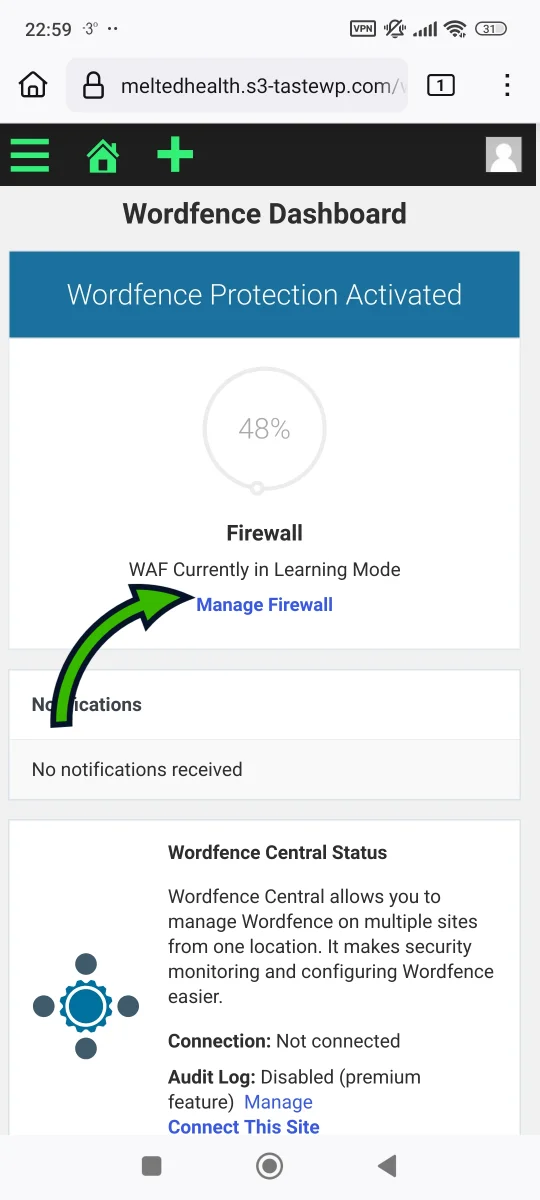 22:59 -3° ··
VPN
31
meltedhealth.s3-tastewp.com/
1
Wordfence Dashboard
Wordfence Protection Activated
48%
Firewall
WAF Currently in Learning Mode
Manage Firewall
Notifications
No notifications received
Wordfence Central Status
Wordfence Central allows you to
manage Wordfence on multiple sites
from one location. It makes security
monitoring and configuring Wordfence
easier.
Connection: Not connected
Audit Log: Disabled (premium
feature) Manage
Connect This Site